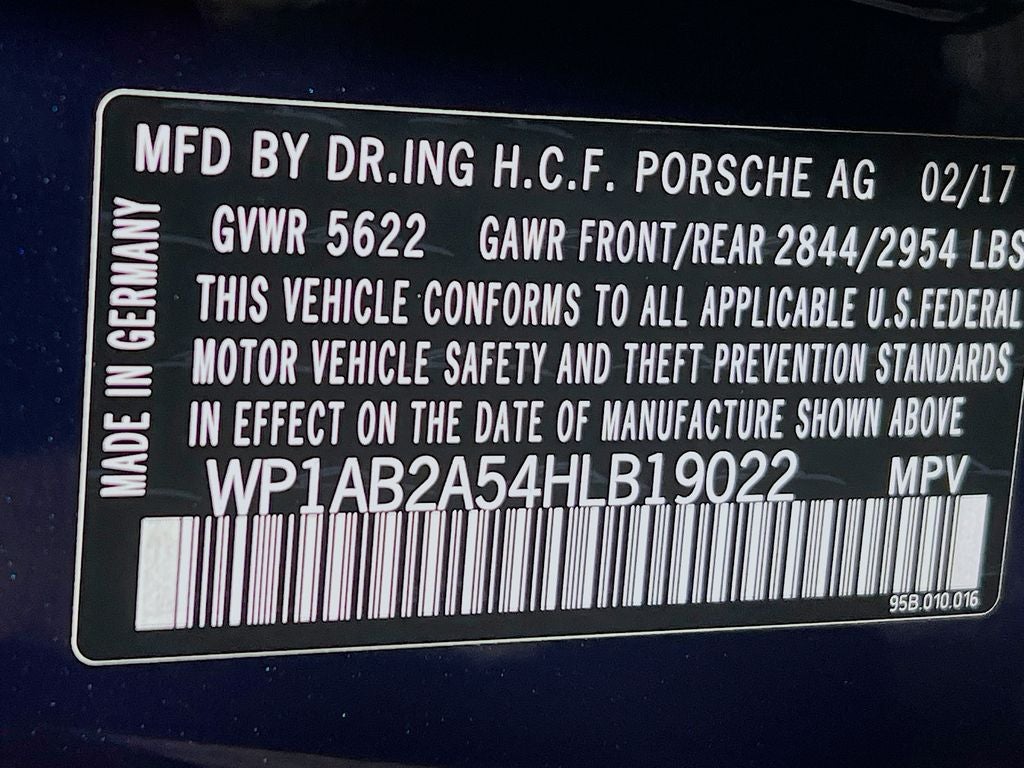 MFD BY DR.ING H.C.F. PORSCHE AG 02/17
GVWR 5622 GAWR FRONT/REAR 2844/2954 LBS
THIS VEHICLE CONFORMS TO ALL APPLICABLE U.S.FEDERAL
MOTOR VEHICLE SAFETY AND THEFT PREVENTION STANDARDS
IN EFFECT ON THE DATE OF MANUFACTURE SHOWN ABOVE
WP1AB2A54HLB19022 MPV
95B.010.016
MADE IN GERMANY